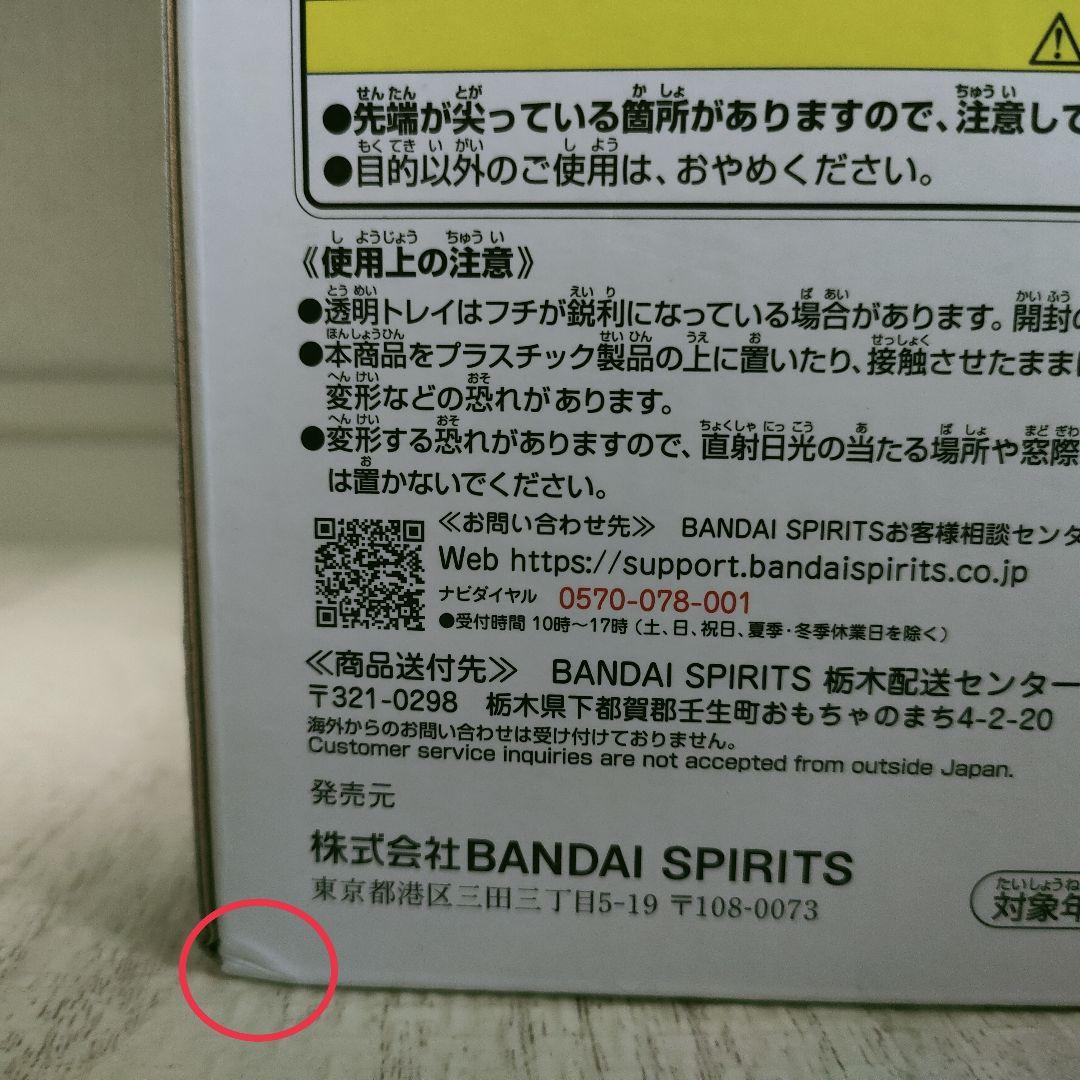 ●先端が尖っている箇所がありますので、注意して
●目的以外のご使用は、おやめください。
《使用上の注意》
●透明トレイはフチが鋭利になっている場合があります。開封の
●本商品をプラスチック製品の上に置いたり、接触させたままに
変形などの恐れがあります。
●変形する恐れがありますので、直射日光の当たる場所や窓際
は置かないでください。
≪お問い合わせ先≫ BANDAI SPIRITSお客様相談センタ
Web https://support.bandaispirits.co.jp
ナビダイヤル 0570-078-001
●受付時間 10時～17時（土、日、祝日、夏季・冬季休業日を除く）
≪商品送付先≫ BANDAI SPIRITS 栃木配送センター
〒321-0298 栃木県下都賀郡壬生町おもちゃのまち4-2-20
海外からのお問い合わせは受け付けておりません。
Customer service inquiries are not accepted from outside Japan.
発売元
株式会社BANDAI SPIRITS
東京都港区三田三丁目5-19 〒108-0073
対象年